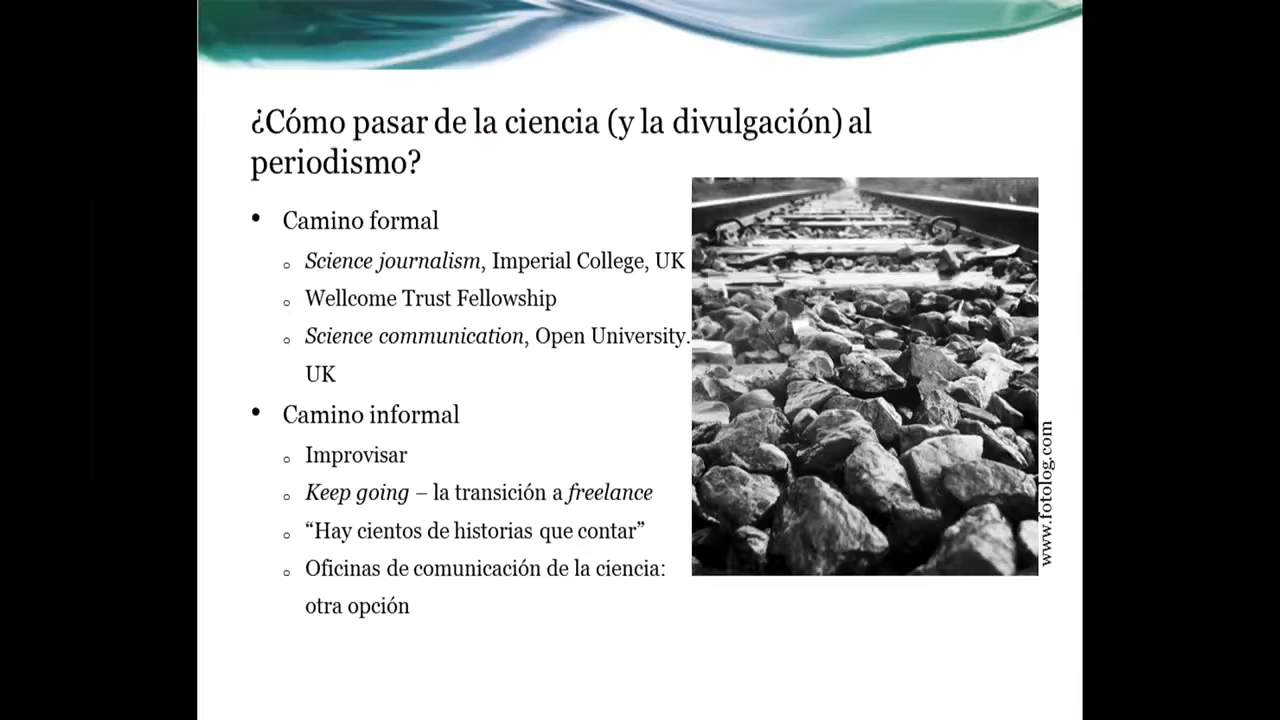 ¿Cómo pasar de la ciencia (y la divulgación) al
periodismo?
• Camino formal
o Science journalism, Imperial College, UK
o Wellcome Trust Fellowship
o Science communication, Open University.
UK
• Camino informal
o Improvisar
o Keep going – la transición a freelance
o “Hay cientos de historias que contar”
o Oficinas de comunicación de la ciencia:
otra opción
www.fotolog.com